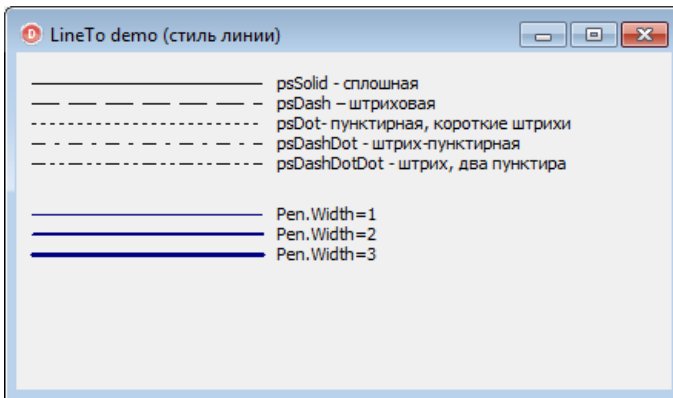 LineTo demo (стиль линии)
psSolid - сплошная
psDash – штриховая
psDot- пунктирная, короткие штрихи
psDashDot - штрих-пунктирная
psDashDotDot - штрих, два пунктира
Pen.Width=1
Pen.Width=2
Pen.Width=3